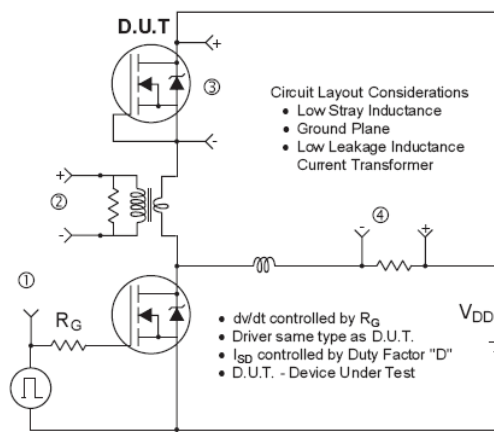 D.U.T
+
③
-
Circuit Layout Considerations
• Low Stray Inductance
• Ground Plane
• Low Leakage Inductance
Current Transformer
+
②
-
④
-
+
①
RG
VDD
• dv/dt controlled by RG
• Driver same type as D.U.T.
• ISD controlled by Duty Factor "D"
• D.U.T. - Device Under Test